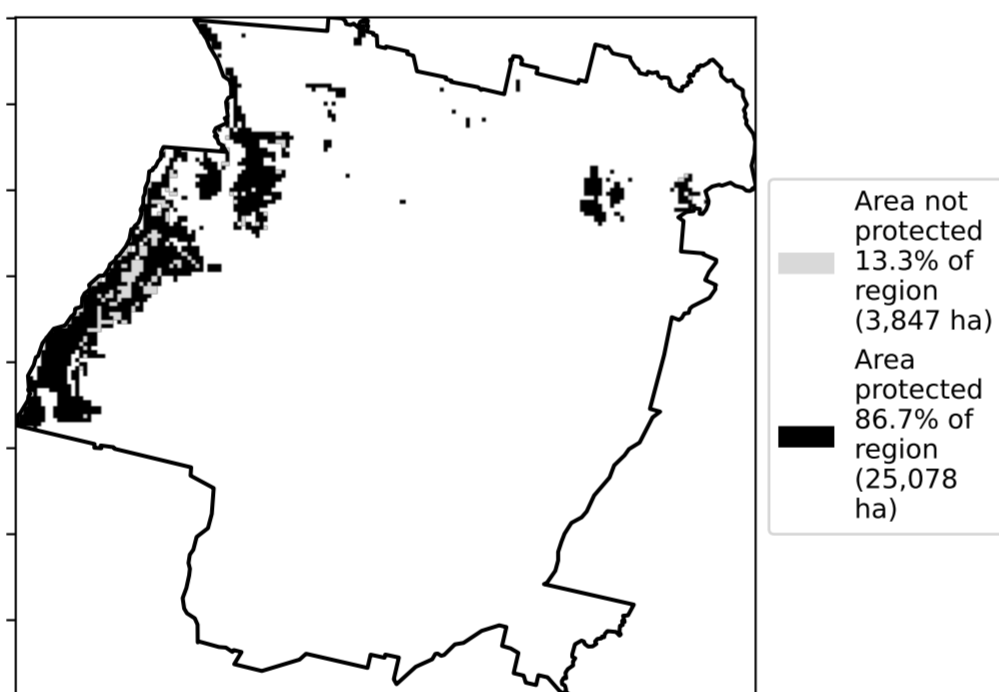 Area not
protected
13.3% of
region
(3,847 ha)
Area
protected
86.7% of
region
(25,078
ha)